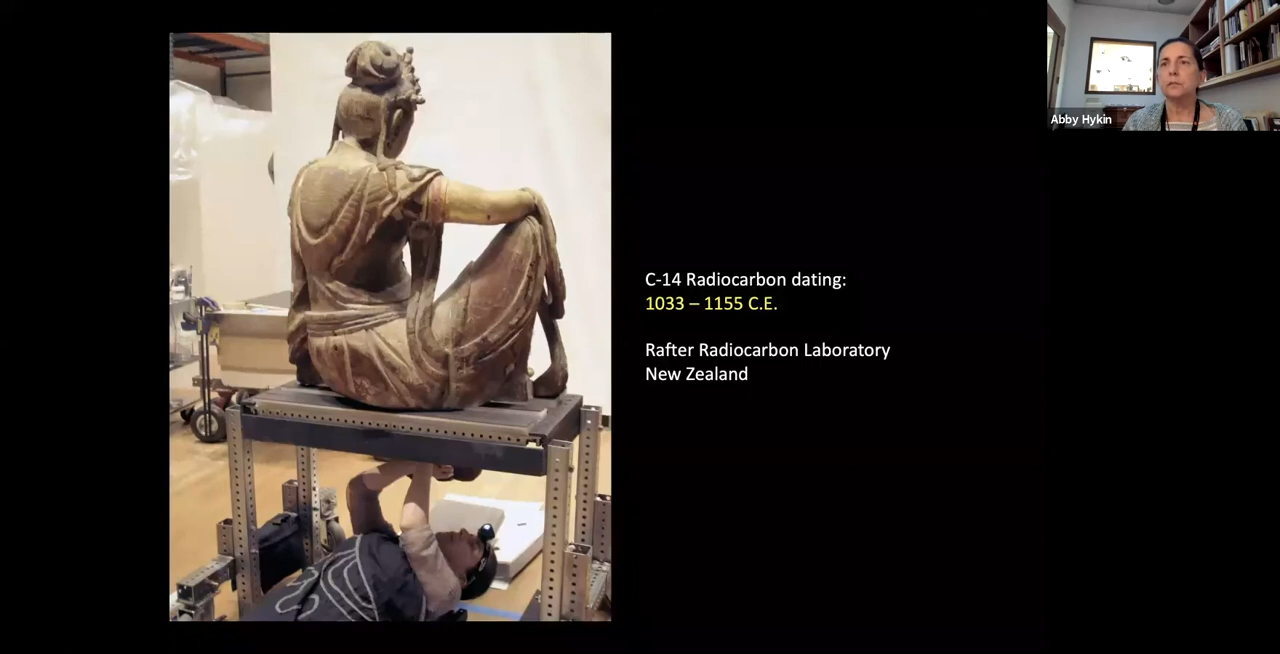 Abby Hykin
C-14 Radiocarbon dating:
1033 – 1155 C.E.
Rafter Radiocarbon Laboratory
New Zealand